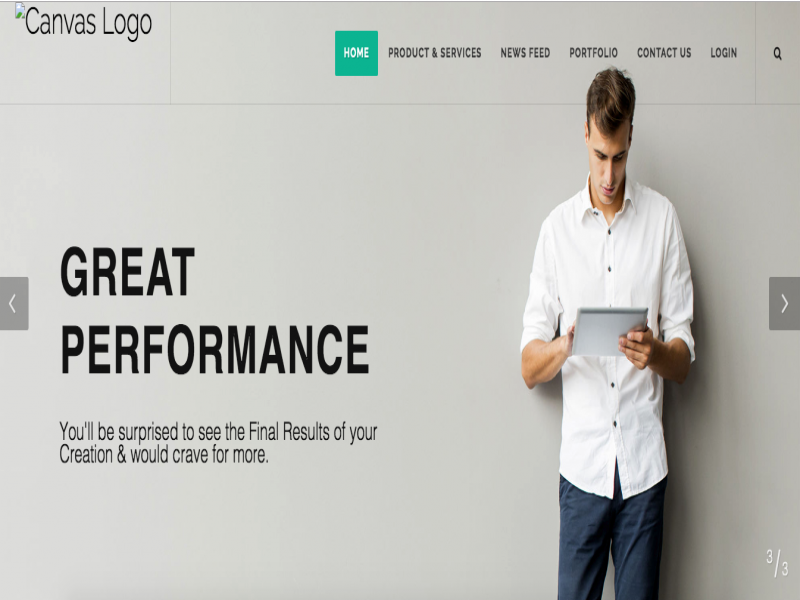 Canvas Logo
HOME PRODUCT & SERVICES NEWS FEED PORTFOLIO CONTACT US LOGIN
GREAT
PERFORMANCE
You'll be surprised to see the Final Results of your
Creation & would crave for more.
3/3